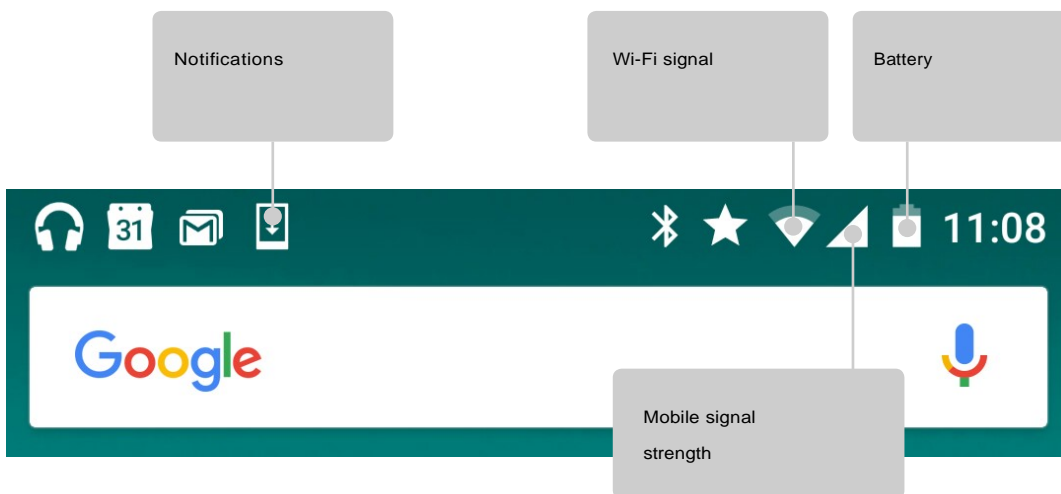 Notifications
Wi-Fi signal
Battery
31
11:08
Google
Mobile signal
strength